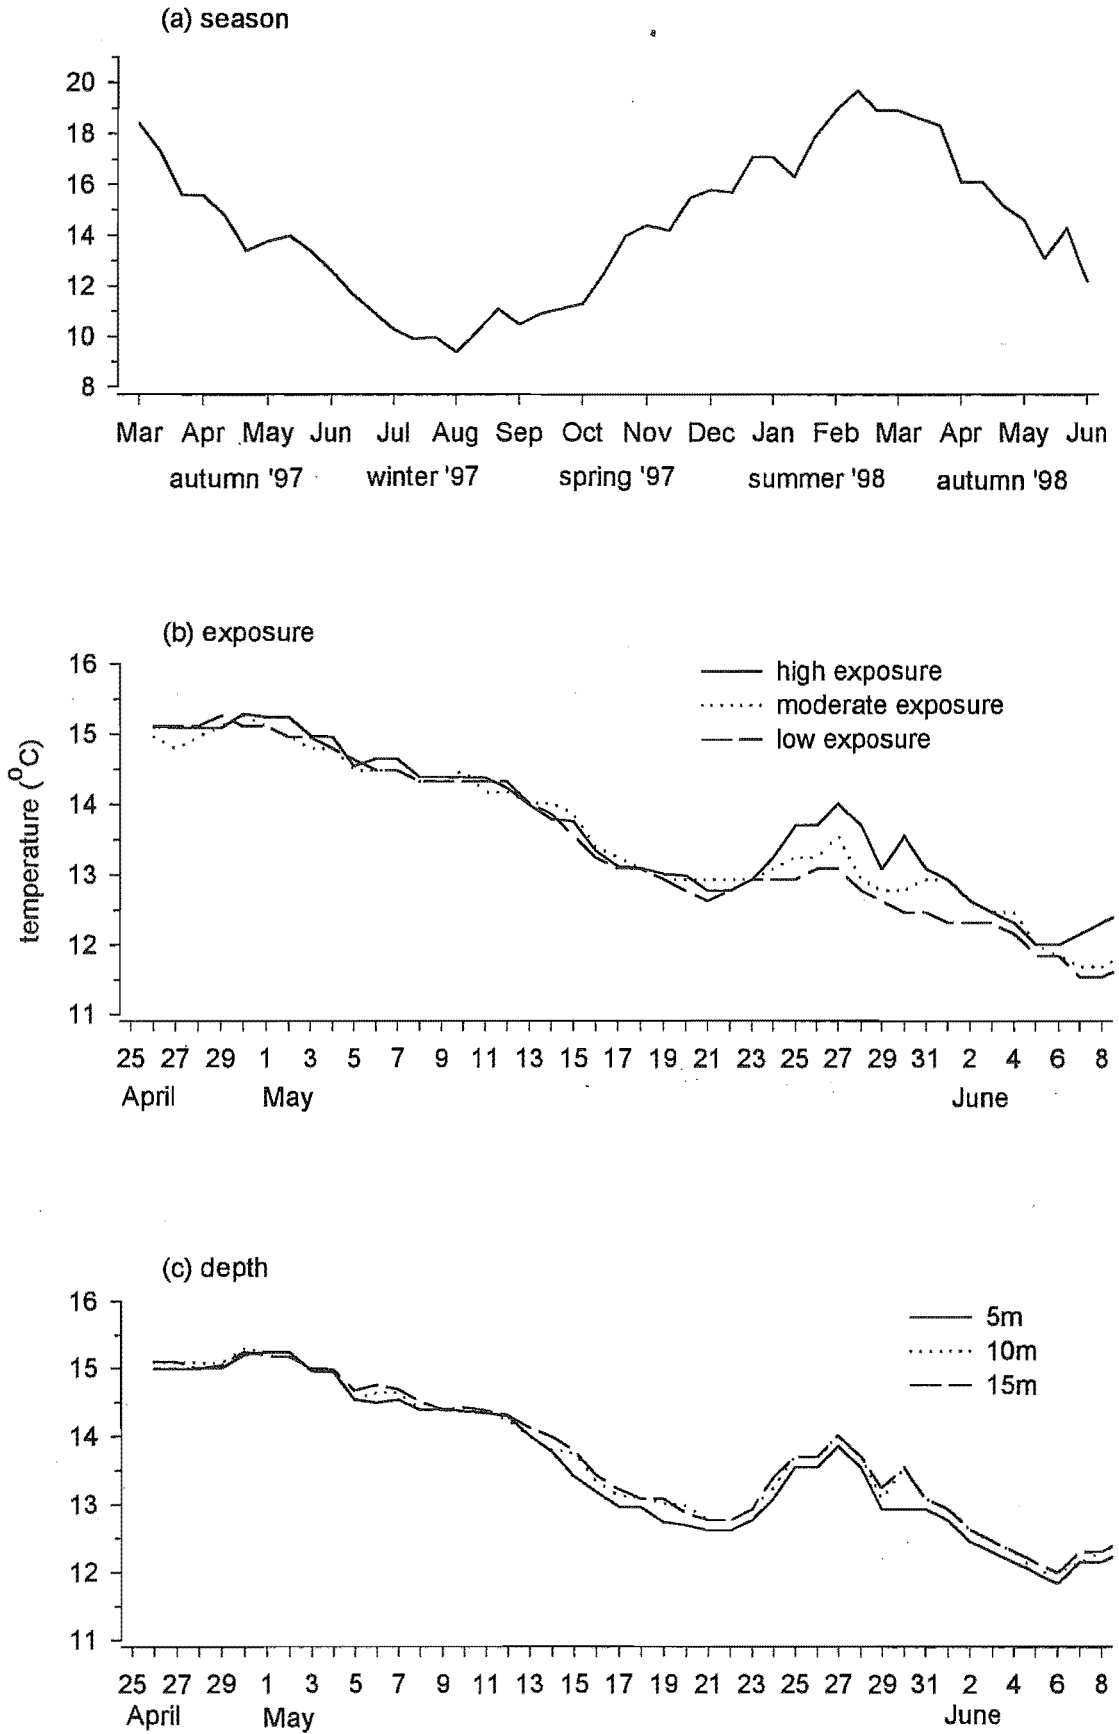 (a) season
20
18
16
14
12
10
8
Mar Apr May Jun Jul Aug Sep Oct Nov Dec Jan Feb Mar Apr May Jun
autumn '97 winter '97 spring '97 summer '98 autumn '98
(b) exposure
high exposure
moderate exposure
low exposure
temperature (°C)
16
15
14
13
12
11
25 27 29 1 3 5 7 9 11 13 15 17 19 21 23 25 27 29 31 2 4 6 8
April May June
(c) depth
5m
10m
15m
16
15
14
13
12
11
25 27 29 1 3 5 7 9 11 13 15 17 19 21 23 25 27 29 31 2 4 6 8
April May June